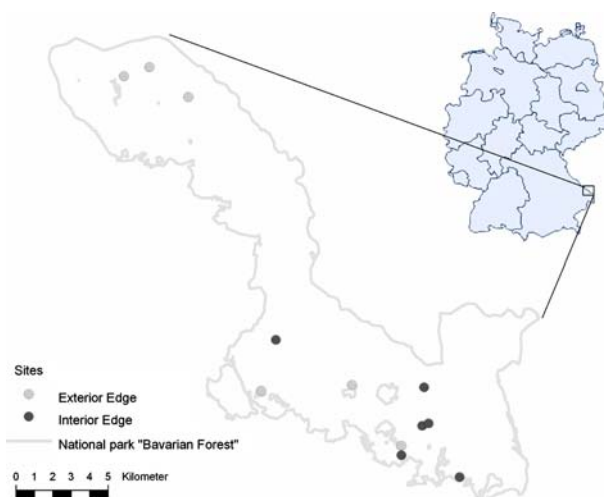 Sites
Exterior Edge
Interior Edge
National park "Bavarian Forest"
0 1 2 3 4 5 Kilometer